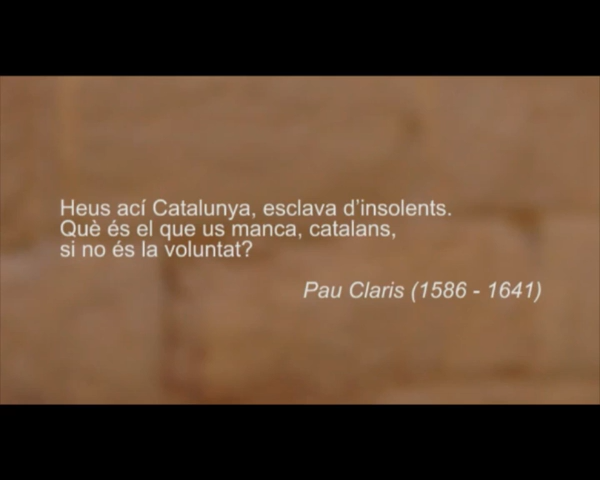 Heus ací Catalunya, esclava d'insolents.
Què és el que us manca, catalans,
si no és la voluntat?
Pau Claris (1586 - 1641)